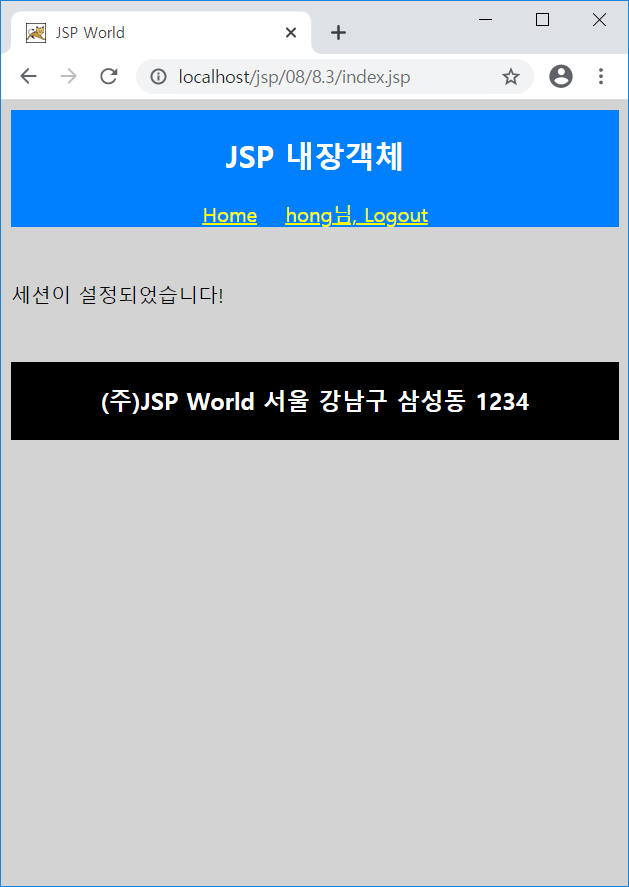 JSP World
localhost/jsp/08/8.3/index.jsp
JSP 내장객체
Home hong님, Logout
세션이 설정되었습니다!
(주)JSP World 서울 강남구 삼성동 1234